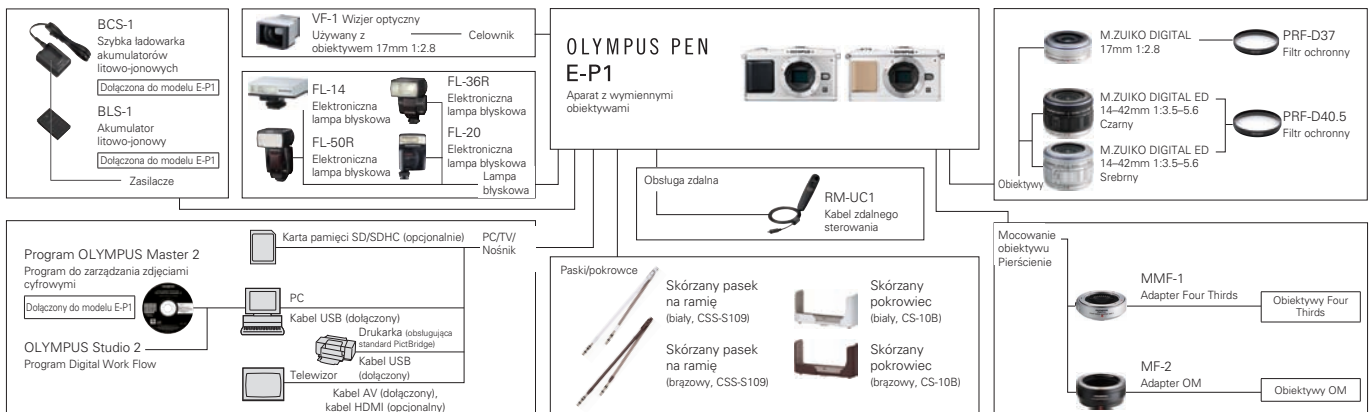 BCS-1
Szybka ładowarka
akumulatorów
litowo-jonowych
Dołączona do modelu E-P1
BLS-1
Akumulator
litowo-jonowy
Dołączona do modelu E-P1
Zasilacze
VF-1 Wizjer optyczny
Używany z
obiektywem 17mm 1:2.8
Celownik
FL-14
Elektroniczna
lampa błyskowa
FL-36R
Elektroniczna
lampa błyskowa
FL-50R
Elektroniczna
lampa błyskowa
FL-20
Elektroniczna
lampa błyskowa
Lampa
błyskowa
OLYMPUS PEN
E-P1
Aparat z wymiennymi
obiektywami
M.ZUIKO DIGITAL
17mm 1:2.8
PRF-D37
Filtr ochronny
M.ZUIKO DIGITAL ED
14–42mm 1:3.5–5.6
Czarny
PRF-D40.5
Filtr ochronny
M.ZUIKO DIGITAL ED
14–42mm 1:3.5–5.6
Srebrny
Obiektywy
Obsługa zdalna
RM-UC1
Kabel zdalnego
sterowania
Program OLYMPUS Master 2
Program do zarządzania zdjęciami
cyfrowymi
Dołączony do modelu E-P1
OLYMPUS Studio 2
Program Digital Work Flow
Karta pamięci SD/SDHC (opcjonalnie)
PC/TV/
Nośnik
PC
Kabel USB (dołączony)
Drukarka (obsługująca
standard PictBridge)
Kabel USB
(dołączony)
Telewizor
Kabel AV (dołączony),
kabel HDMI (opcjonalny)
Paski/pokrowce
Skórzany pasek
na ramię
(biały, CSS-S109)
Skórzany
pokrowiec
(biały, CS-10B)
Skórzany pasek
na ramię
(brązowy, CSS-S109)
Skórzany
pokrowiec
(brązowy, CS-10B)
Mocowanie
obiektywu
Pierścienie
MMF-1
Adapter Four Thirds
Obiektywy Four
Thirds
MF-2
Adapter OM
Obiektywy OM